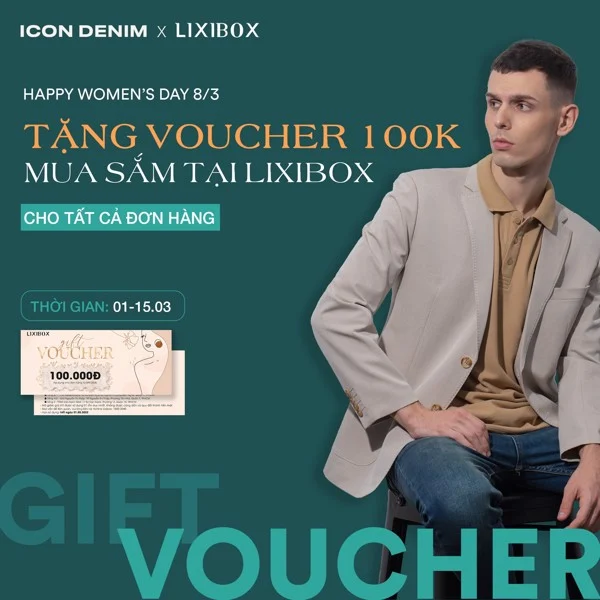 ICON DENIM X LIXIBOX
HAPPY WOMEN'S DAY 8/3
TẶNG VOUCHER 100K
MUA SẮM TẠI LIXIBOX
CHO TẤT CẢ ĐƠN HÀNG
THỜI GIAN: 01-15.03
LIXIBOX
gift
VOUCHER
100.000Đ
GIFT
VOUCHER